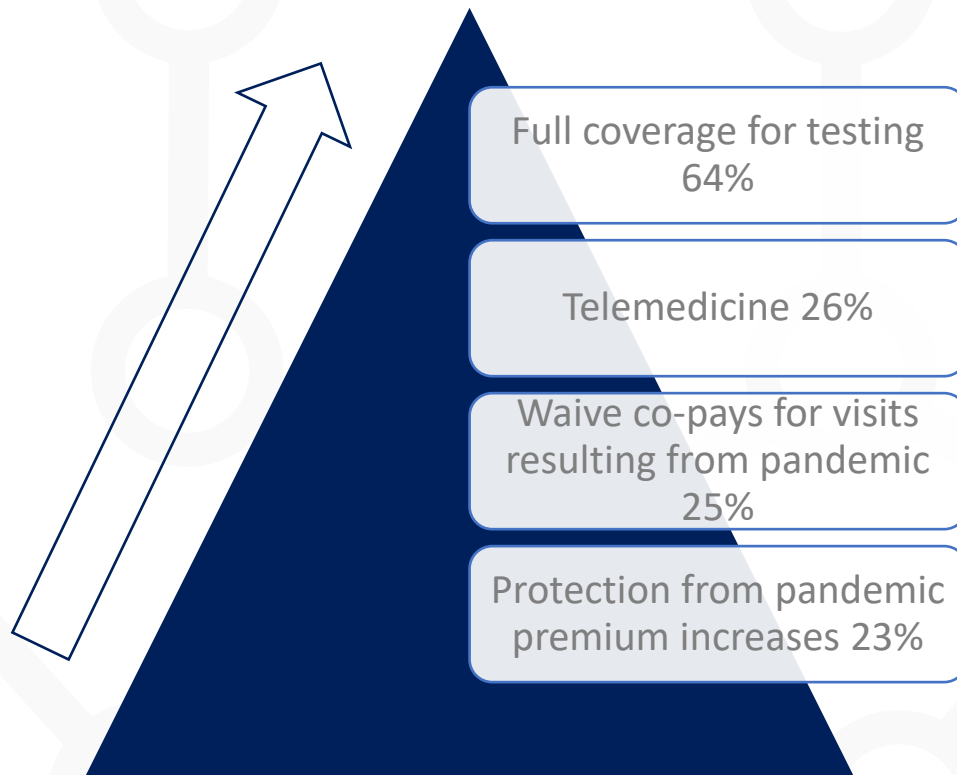 Full coverage for testing
64%
Telemedicine 26%
Waive co-pays for visits
resulting from pandemic
25%
Protection from pandemic
premium increases 23%